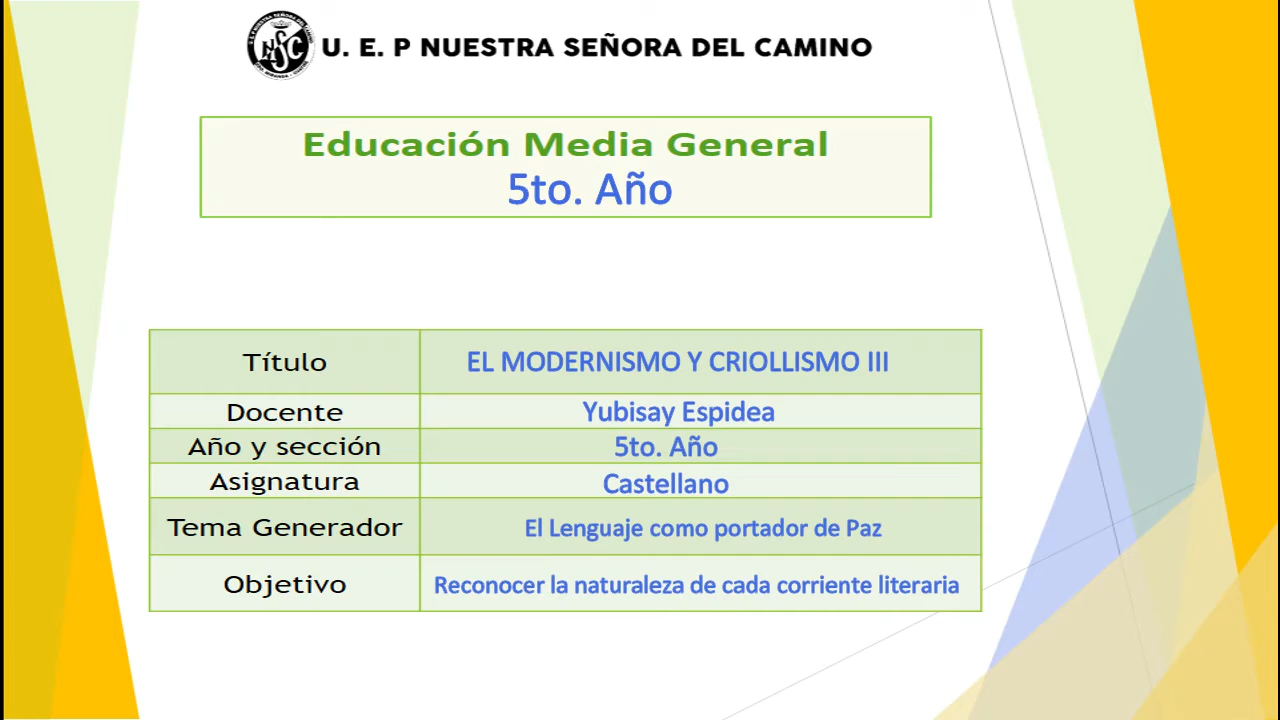 U. E. P NUESTRA SEÑORA DEL CAMINO
Educación Media General
5to. Año
Título EL MODERNISMO Y CRIOLLISMO III
Docente Yubisay Espidea
Año y sección 5to. Año
Asignatura Castellano
Tema Generador El Lenguaje como portador de Paz
Objetivo Reconocer la naturaleza de cada corriente literaria